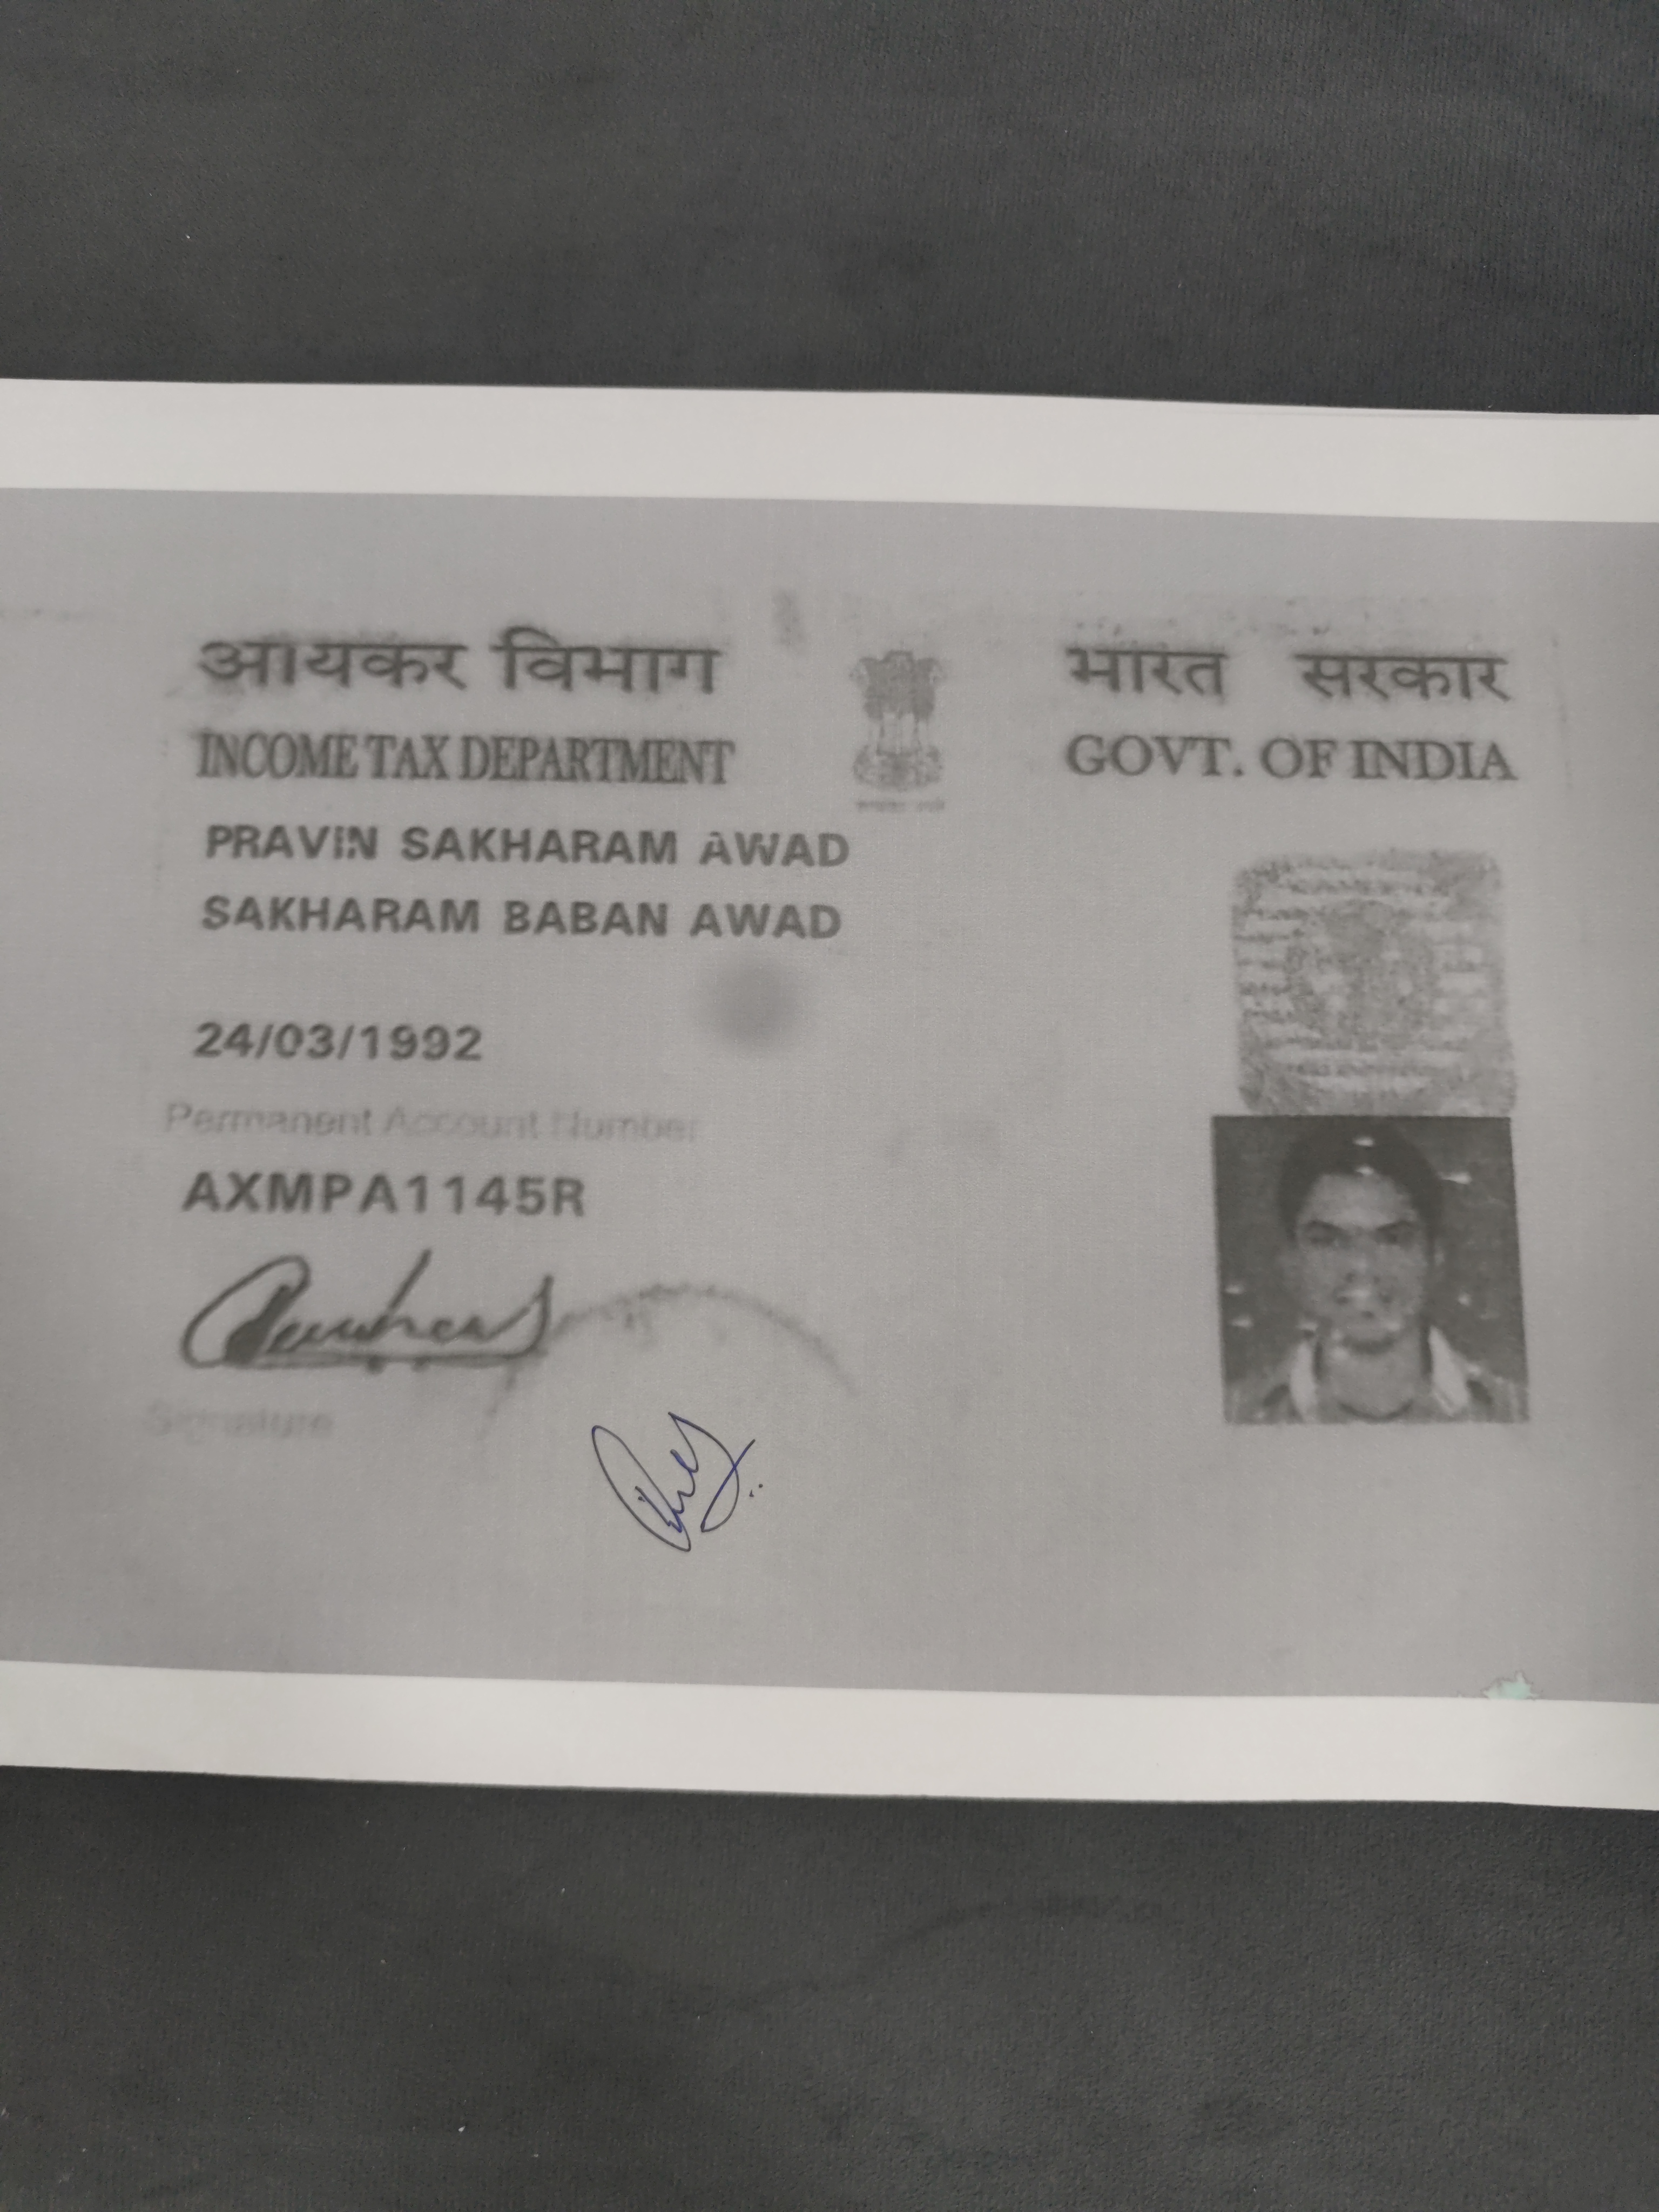 आयकर विभाग
भारत सरकार
INCOME TAX DEPARTMENT
GOVT. OF INDIA
PRAVIN SAKHARAM AWAD
SAKHARAM BABAN AWAD
24/03/1992
Permanent Account Number
AXMPA1145R
Signature